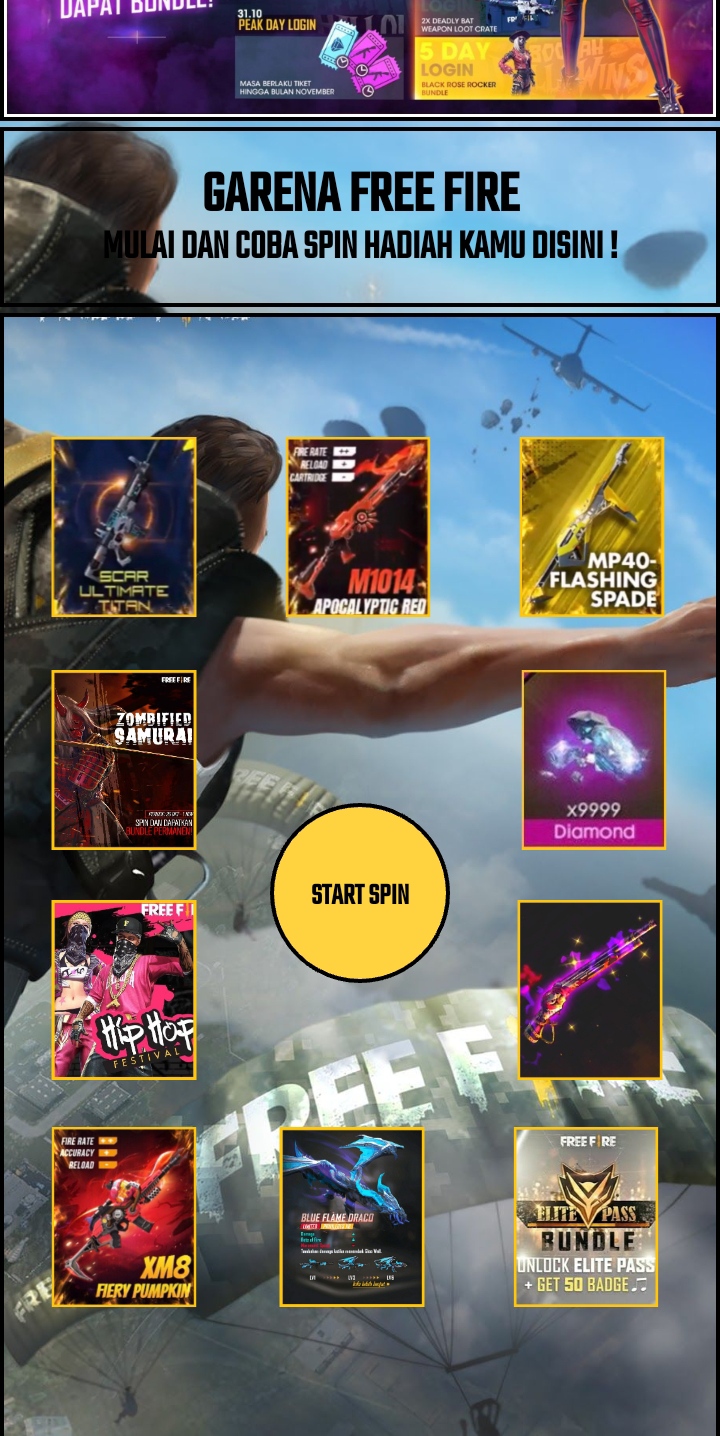 DAPAT BUNDLE!
31.10
PEAK DAY LOGIN
MASA BERLAKU TIKET
HINGGA BULAN NOVEMBER
2X DEADLY BAT
WEAPON LOOT CRATE
5 DAY
LOGIN
BLACK ROSE ROCKER
BUNDLE
GARENA FREE FIRE
MULAI DAN COBA SPIN HADIAH KAMU DISINI !
SCAR
ULTIMATE
TITAN
FIRE RATE ++
RELOAD +
CARTRIDGE -
M1014
APOCALYPTIC RED
MP40-
FLASHING
SPADE
FREE FIRE
ZOMBIFIED
SAMURAI
SPIN DAN DAPATKAN
BUNDLE PERMANEN!
x9999
Diamond
START SPIN
FREE FI
HIP HOP
FESTIVAL
FREE F
FIRE RATE ++
ACCURACY +
RELOAD -
XM8
FIERY PUMPKIN
BLUE FLAME DRACO
FREE FIRE
ELITE PASS
BUNDLE
UNLOCK ELITE PASS
+ GET 50 BADGE